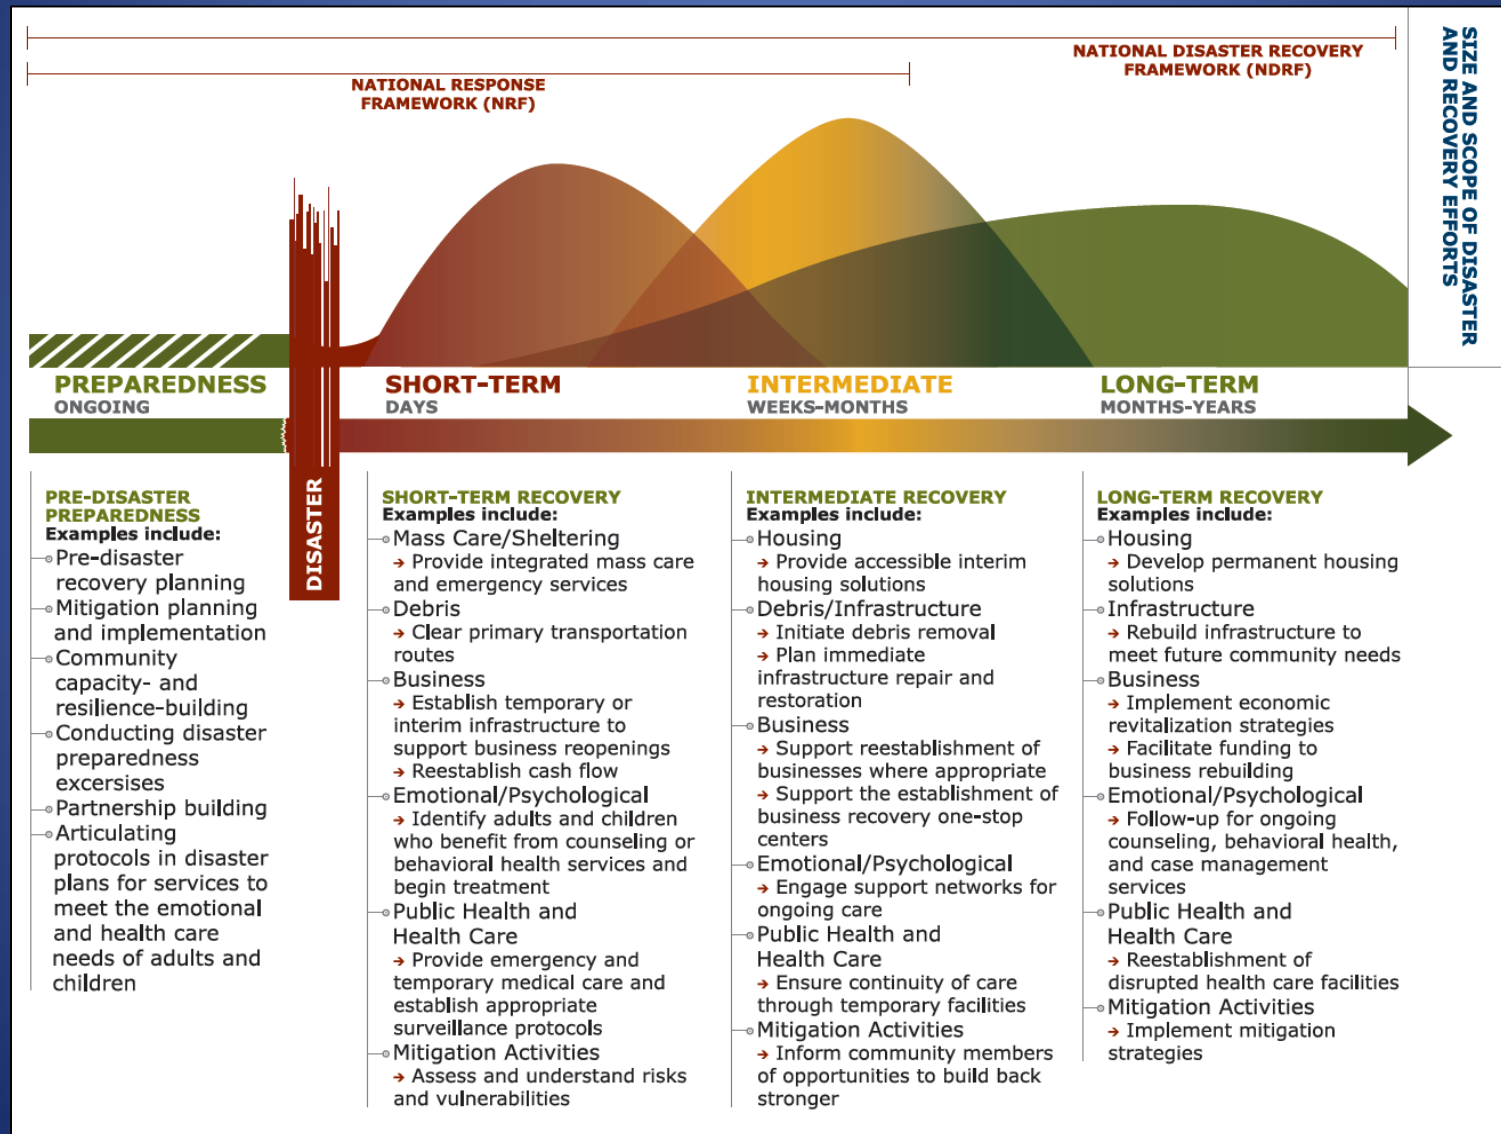 NATIONAL DISASTER RECOVERY
FRAMEWORK (NDRF)
NATIONAL RESPONSE
FRAMEWORK (NRF)
SIZE AND SCOPE OF DISASTER
AND RECOVERY EFFORTS
PREPAREDNESS
ONGOING
SHORT-TERM
DAYS
INTERMEDIATE
WEEKS-MONTHS
LONG-TERM
MONTHS-YEARS
PRE-DISASTER
PREPAREDNESS
Examples include:
Pre-disaster
recovery planning
Mitigation planning
and implementation
Community
capacity- and
resilience-building
Conducting disaster
preparedness
excersises
Partnership building
Articulating
protocols in disaster
plans for services to
meet the emotional
and health care
needs of adults and
children
DISASTER
SHORT-TERM RECOVERY
Examples include:
Mass Care/Sheltering
→ Provide integrated mass care
and emergency services
Debris
→ Clear primary transportation
routes
Business
→ Establish temporary or
interim infrastructure to
support business reopenings
→ Reestablish cash flow
Emotional/Psychological
→ Identify adults and children
who benefit from counseling or
behavioral health services and
begin treatment
Public Health and
Health Care
→ Provide emergency and
temporary medical care and
establish appropriate
surveillance protocols
Mitigation Activities
→ Assess and understand risks
and vulnerabilities
INTERMEDIATE RECOVERY
Examples include:
Housing
→ Provide accessible interim
housing solutions
Debris/Infrastructure
→ Initiate debris removal
→ Plan immediate
infrastructure repair and
restoration
Business
→ Support reestablishment of
businesses where appropriate
→ Support the establishment of
business recovery one-stop
centers
Emotional/Psychological
→ Engage support networks for
ongoing care
Public Health and
Health Care
→ Ensure continuity of care
through temporary facilities
Mitigation Activities
→ Inform community members
of opportunities to build back
stronger
LONG-TERM RECOVERY
Examples include:
Housing
→ Develop permanent housing
solutions
Infrastructure
→ Rebuild infrastructure to
meet future community needs
Business
→ Implement economic
revitalization strategies
→ Facilitate funding to
business rebuilding
Emotional/Psychological
→ Follow-up for ongoing
counseling, behavioral health,
and case management
services
Public Health and
Health Care
→ Reestablishment of
disrupted health care facilities
Mitigation Activities
→ Implement mitigation
strategies